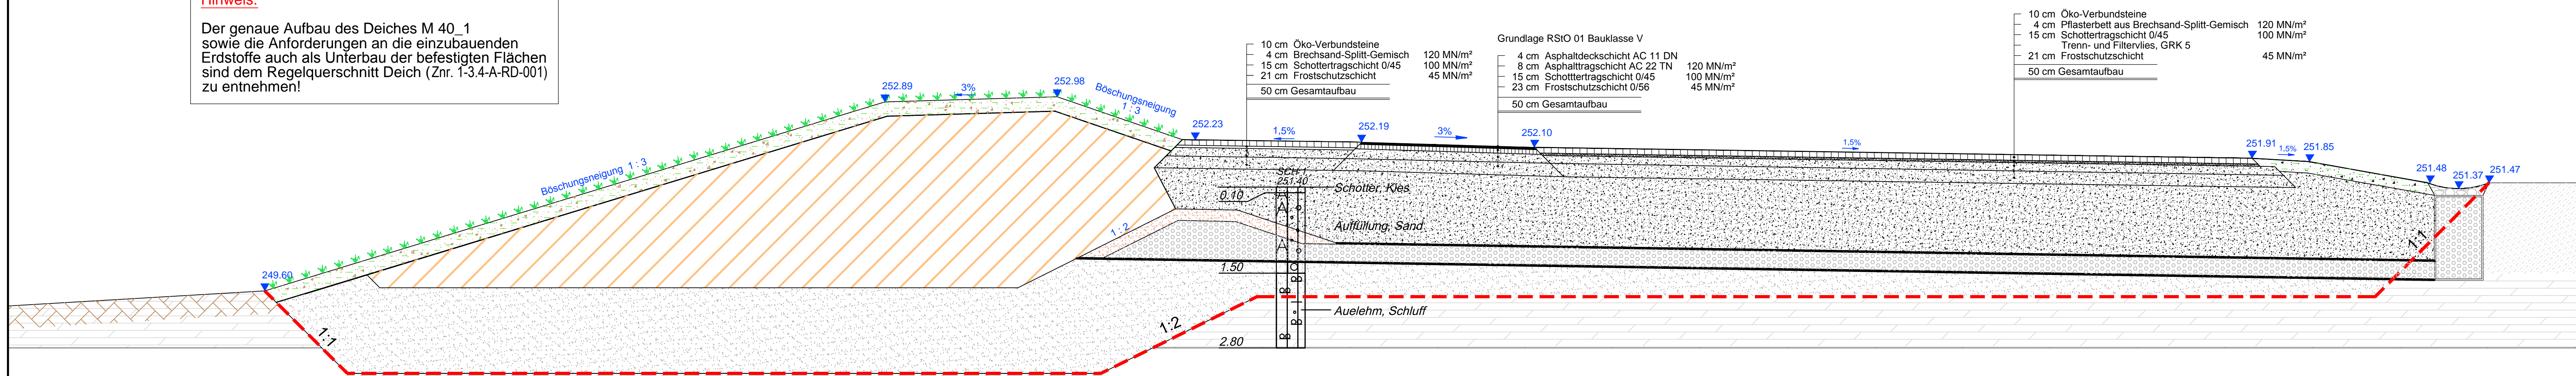 Hinweis:
Der genaue Aufbau des Deiches M 40_1
sowie die Anforderungen an die einzubauenden
Erdstoffe auch als Unterbau der befestigten Flächen
sind dem Regelquerschnitt Deich (Znr. 1-3.4-A-RD-001)
zu entnehmen!
10 cm Öko-Verbundsteine
4 cm Brechsand-Splitt-Gemisch 120 MN/m²
15 cm Schottertragschicht 0/45 100 MN/m²
21 cm Frostschutzschicht 45 MN/m²
50 cm Gesamtaufbau
Grundlage RStO 01 Bauklasse V
4 cm Asphaltdeckschicht AC 11 DN
8 cm Asphalttragschicht AC 22 TN 120 MN/m²
15 cm Schotttertragschicht 0/45 100 MN/m²
23 cm Frostschutzschicht 0/56 45 MN/m²
50 cm Gesamtaufbau
10 cm Öko-Verbundsteine
4 cm Pflasterbett aus Brechsand-Splitt-Gemisch 120 MN/m²
15 cm Schottertragschicht 0/45 100 MN/m²
Trenn- und Filtervlies, GRK 5
21 cm Frostschutzschicht 45 MN/m²
50 cm Gesamtaufbau
252.89
3%
252.98
Böschungsneigung
1 : 3
252.23
1,5%
252.19
3%
252.10
1,5%
251.91
1,5%
251.85
251.48
251.37
251.47
Böschungsneigung 1 : 3
249.60
SCH 1
251.40
0.10
Schotter, Kies
Auffüllung, Sand
1 : 2
1.50
1:1
Auelehm, Schluff
1:1
1:2
2.80